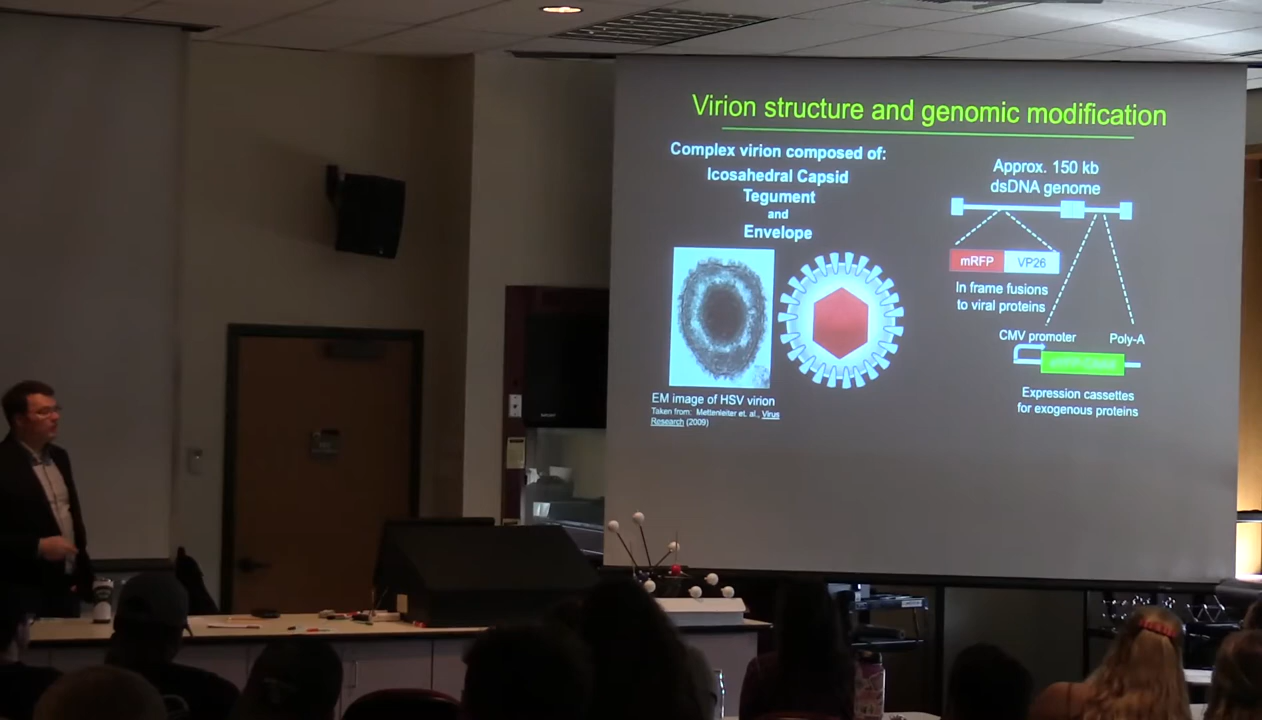 Virion structure and genomic modification
Complex virion composed of:
Icosahedral Capsid
Tegument
and
Envelope
EM image of HSV virion
Taken from: Mettenleiter et. al., Virus
Research (2009)
Approx. 150 kb
dsDNA genome
mRFP VP26
In frame fusions
to viral proteins
CMV promoter Poly-A
Expression cassettes
for exogenous proteins